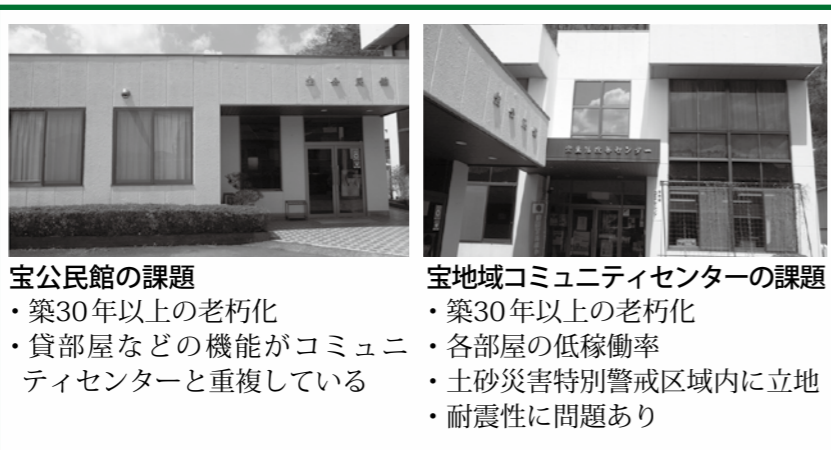 宝公民館の課題
・築30年以上の老朽化
・貸部屋などの機能がコミュニ
ティセンターと重複している
宝地域コミュニティセンターの課題
・築30年以上の老朽化
・各部屋の低稼働率
・土砂災害特別警戒区域内に立地
・耐震性に問題あり